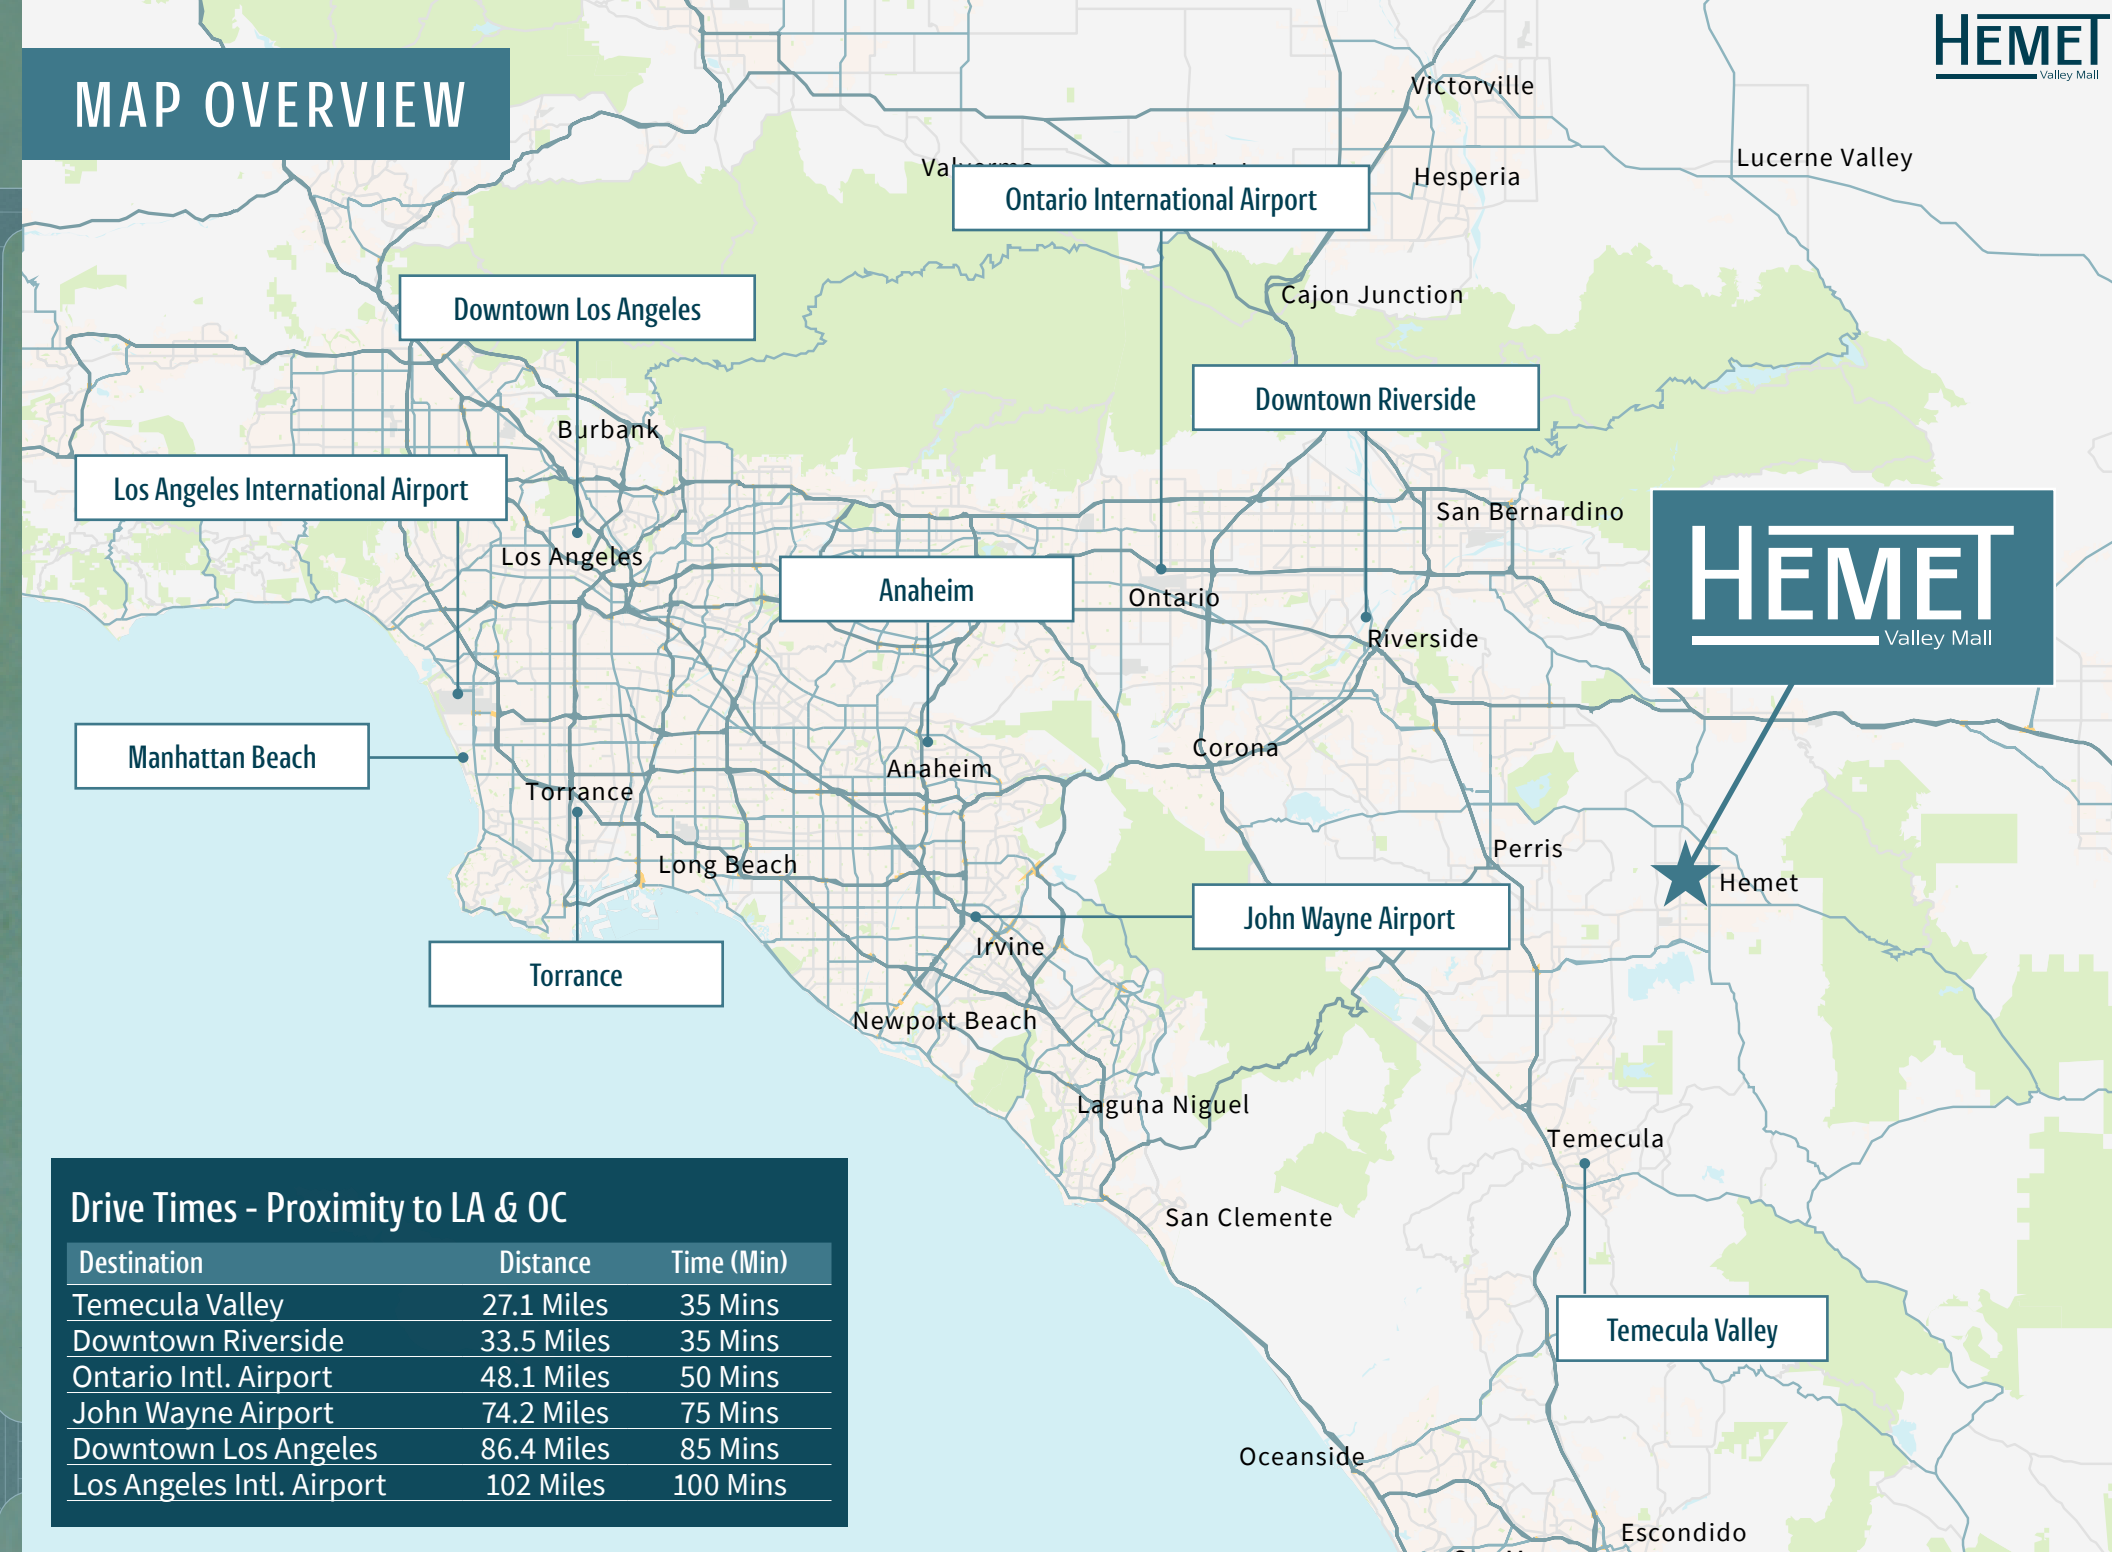 HEMET
Valley Mall
MAP OVERVIEW
Victorville
Lucerne Valley
Hesperia
Ontario International Airport
Cajon Junction
Downtown Los Angeles
Downtown Riverside
Burbank
Los Angeles International Airport
San Bernardino
HEMET
Valley Mall
Los Angeles
Anaheim
Ontario
Riverside
Manhattan Beach
Corona
Anaheim
Torrance
Perris
Long Beach
Hemet
John Wayne Airport
Irvine
Torrance
Newport Beach
Laguna Niguel
Temecula
San Clemente
Temecula Valley
Drive Times - Proximity to LA & OC
Destination Distance Time (Min)
Temecula Valley 27.1 Miles 35 Mins
Downtown Riverside 33.5 Miles 35 Mins
Ontario Intl. Airport 48.1 Miles 50 Mins
John Wayne Airport 74.2 Miles 75 Mins
Downtown Los Angeles 86.4 Miles 85 Mins
Los Angeles Intl. Airport 102 Miles 100 Mins
Oceanside
Escondido